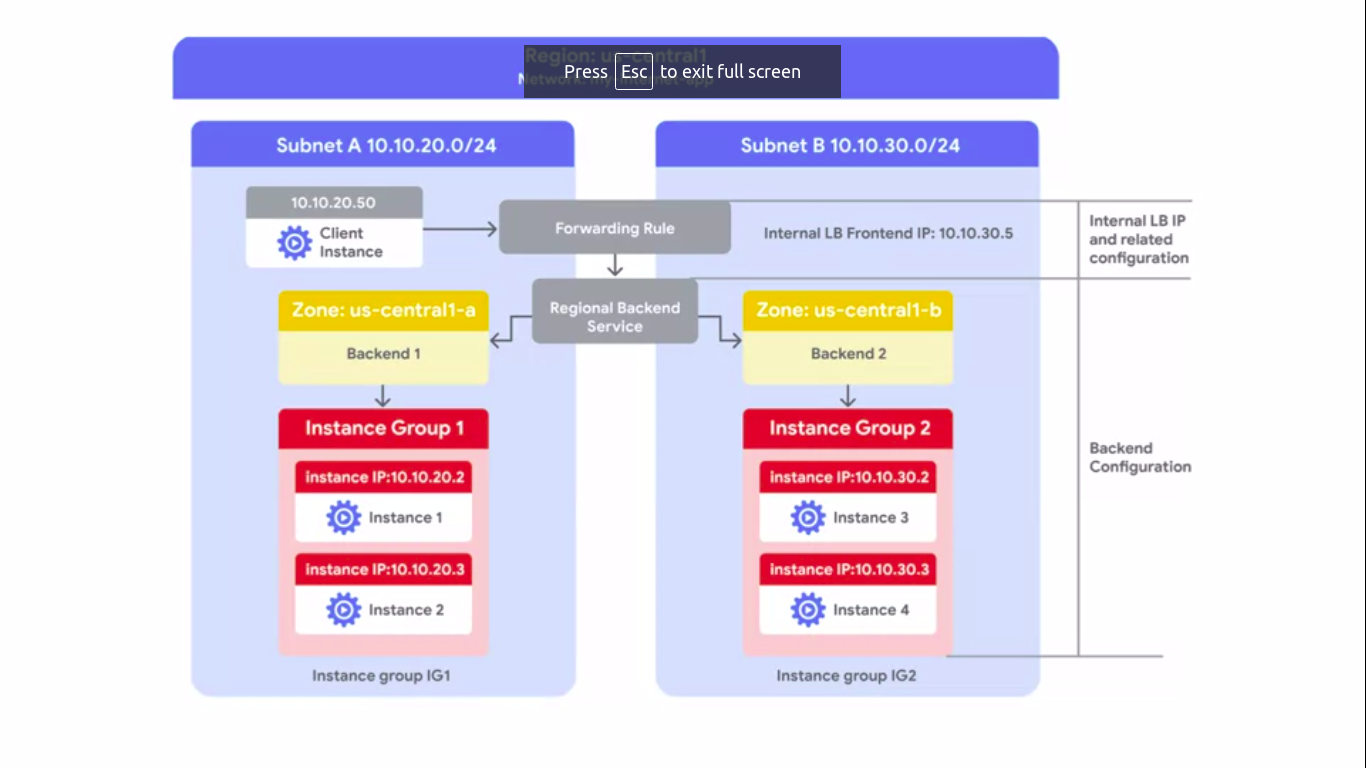 Region: us-central1
Press Esc to exit full screen
Subnet A 10.10.20.0/24
Subnet B 10.10.30.0/24
10.10.20.50
Client
Instance
Forwarding Rule
Internal LB Frontend IP: 10.10.30.5
Internal LB IP
and related
configuration
Regional Backend
Service
Zone: us-central1-a
Backend 1
Zone: us-central1-b
Backend 2
Instance Group 1
instance IP:10.10.20.2
Instance 1
instance IP:10.10.20.3
Instance 2
Instance group IG1
Instance Group 2
instance IP:10.10.30.2
Instance 3
instance IP:10.10.30.3
Instance 4
Instance group IG2
Backend
Configuration